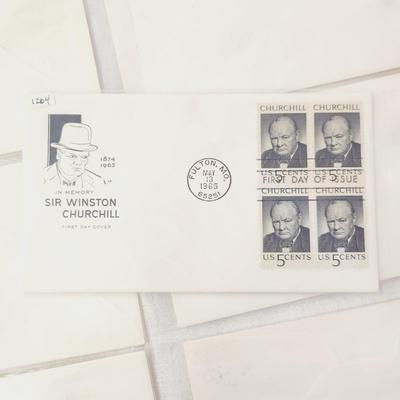 1264
1874
1965
IN MEMORY
SIR WINSTON
CHURCHILL
FIRST DAY COVER
FULTON, MO.
MAY
13
1965
65251
CHURCHILL CHURCHILL
U.S. 5 CENTS U.S. 5 CENTS
FIRST DAY OF ISSUE
CHURCHILL CHURCHILL
U.S. 5 CENTS U.S. 5 CENTS